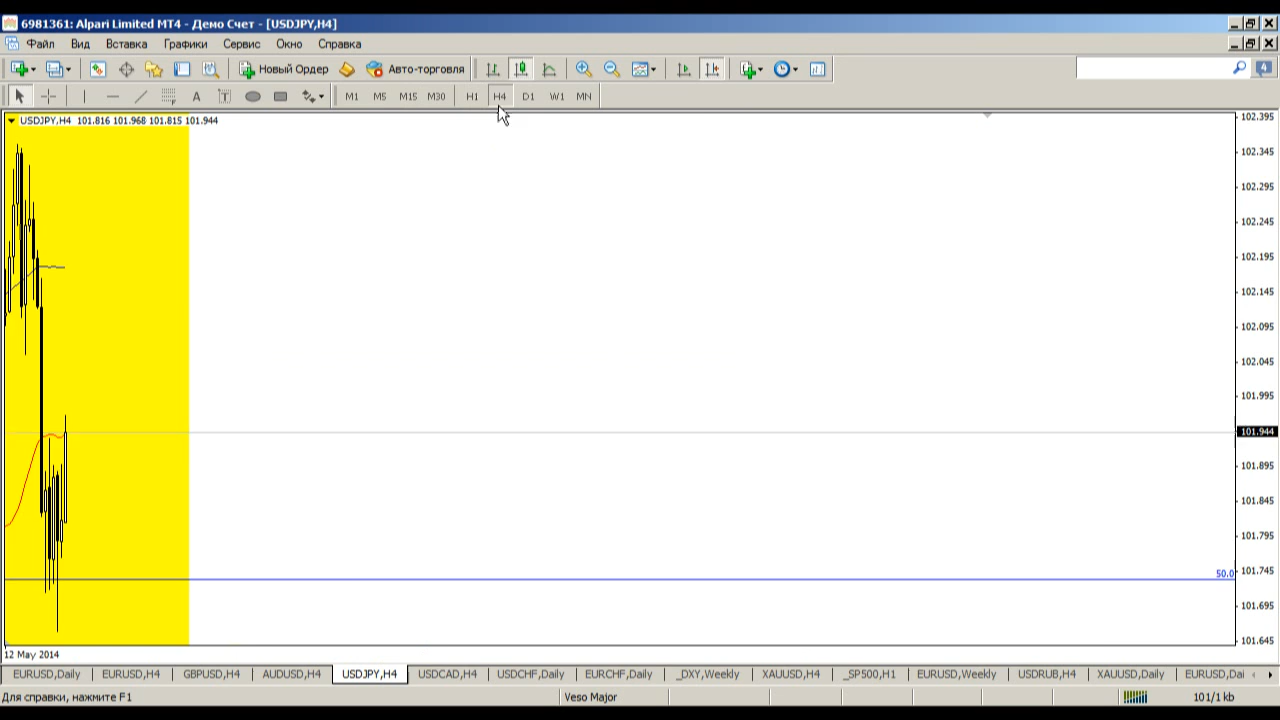 6981361: Alpari Limited MT4 - Демо Счет - [USDJPY,H4]
Файл Вид Вставка Графики Сервис Окно Справка
Новый Ордер Авто-торговля 4
A T M1 M5 M15 M30 H1 H4 D1 W1 MN
USDJPY,H4 101.816 101.968 101.815 101.944
102.395
102.345
102.295
102.245
102.195
102.145
102.095
102.045
101.995
101.944
101.895
101.845
101.795
101.745
50.0
101.695
101.645
12 May 2014
EURUSD,Daily EURUSD,H4 GBPUSD,H4 AUDUSD,H4 USDJPY,H4 USDCAD,H4 USDCHF,Daily EURCHF,Daily _DXY,Weekly XAUUSD,H4 _SP500,H1 EURUSD,Weekly USDRUB,H4 XAUUSD,Daily EURUSD,Dai
Для справки, нажмите F1 Veso Major 101/1 kb